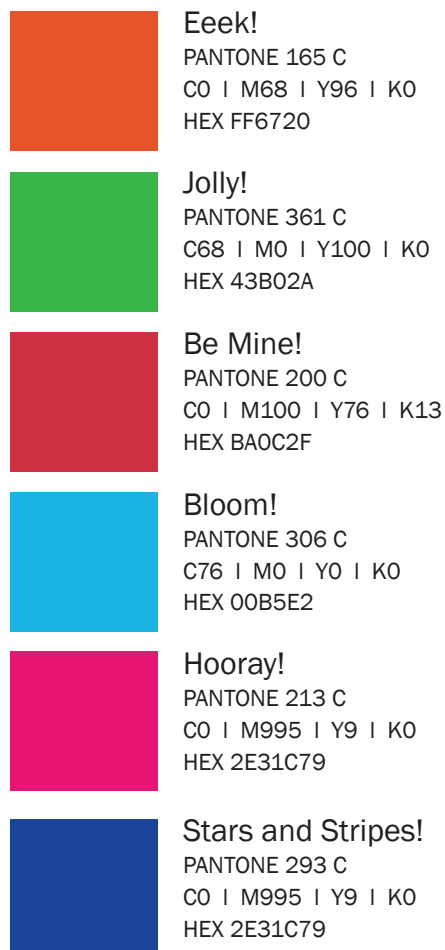 Eeek!
PANTONE 165 C
C0 I M68 I Y96 I K0
HEX FF6720
Jolly!
PANTONE 361 C
C68 I M0 I Y100 I K0
HEX 43B02A
Be Mine!
PANTONE 200 C
C0 I M100 I Y76 I K13
HEX BA0C2F
Bloom!
PANTONE 306 C
C76 I M0 I Y0 I K0
HEX 00B5E2
Hooray!
PANTONE 213 C
C0 I M995 I Y9 I K0
HEX 2E31C79
Stars and Stripes!
PANTONE 293 C
C0 I M995 I Y9 I K0
HEX 2E31C79